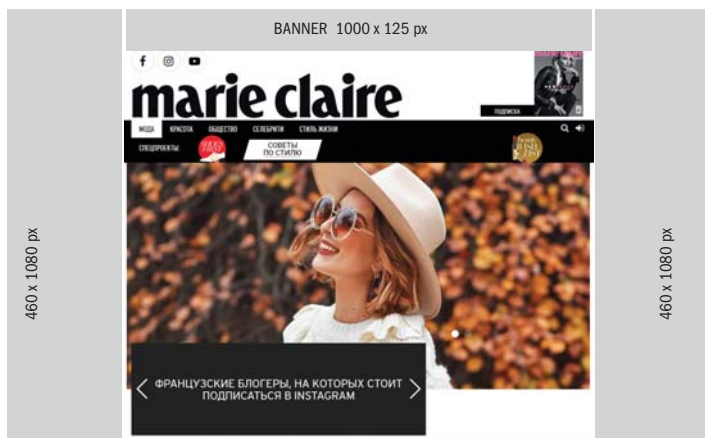 BANNER 1000 x 125 px
marie claire
ПОДПИСКА
МОДА КРАСОТА ОБЩЕСТВО СЕЛЕБРИТИ СТИЛЬ ЖИЗНИ
СПЕЦПРОЕКТЫ:
СОВЕТЫ
ПО СТИЛЮ
460 x 1080 px
460 x 1080 px
ФРАНЦУЗСКИЕ БЛОГЕРЫ, НА КОТОРЫХ СТОИТ
ПОДПИСАТЬСЯ В INSTAGRAM